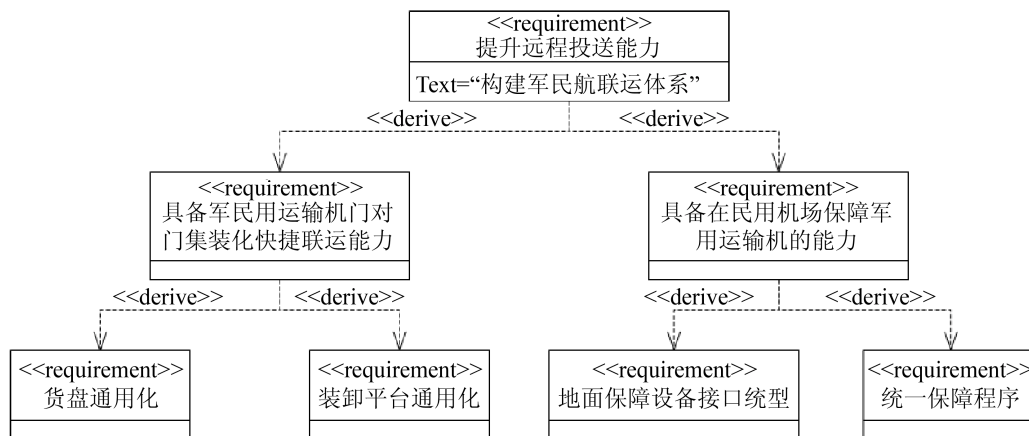 <<requirement>>
提升远程投送能力
Text=“构建军民航联运体系”
<<derive>>
<<derive>>
<<requirement>>
具备军民用运输机门对
门集装化快捷联运能力
<<requirement>>
具备在民用机场保障军
用运输机的能力
<<derive>>
<<derive>>
<<derive>>
<<derive>>
<<requirement>>
货盘通用化
<<requirement>>
装卸平台通用化
<<requirement>>
地面保障设备接口统型
<<requirement>>
统一保障程序